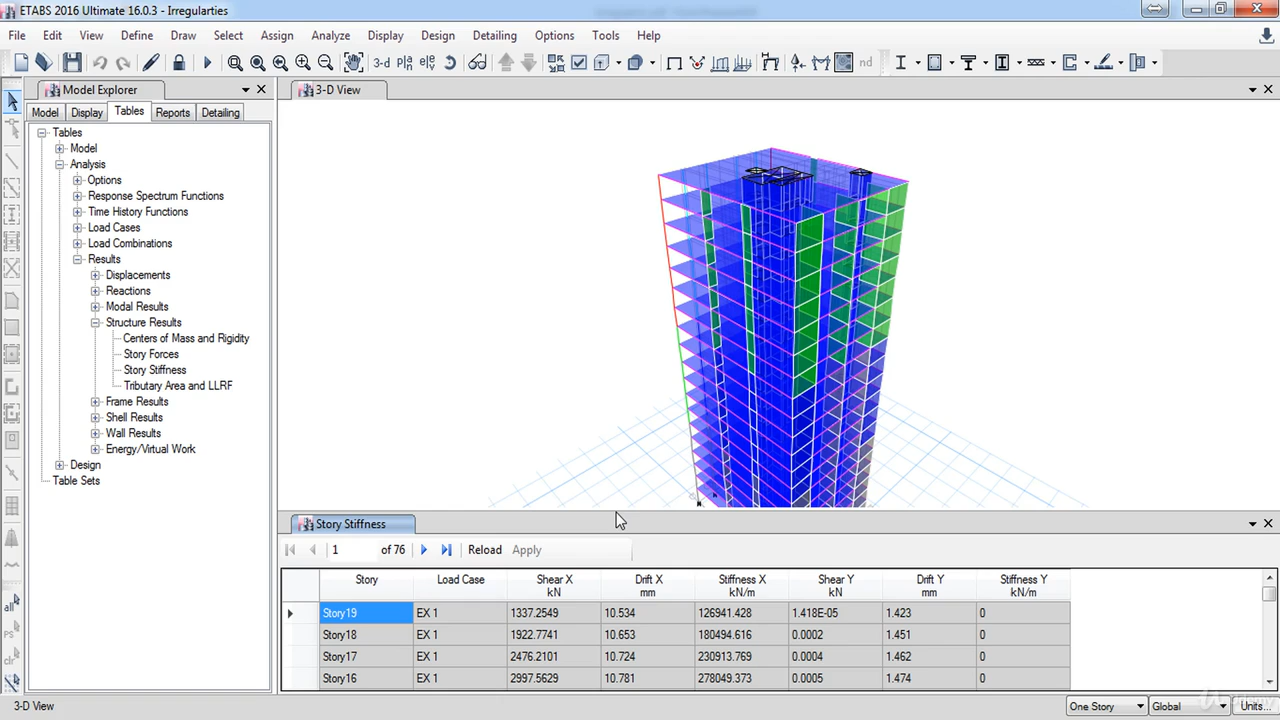 ETABS 2016 Ultimate 16.0.3 - Irregularties
File Edit View Define Draw Select Assign Analyze Display Design Detailing Options Tools Help
3-d
nd
Model Explorer
3-D View
Model Display Tables Reports Detailing
Tables
Model
Analysis
Options
Response Spectrum Functions
Time History Functions
Load Cases
Load Combinations
Results
Displacements
Reactions
Modal Results
Structure Results
Centers of Mass and Rigidity
Story Forces
Story Stiffness
Tributary Area and LLRF
Frame Results
Shell Results
Wall Results
Energy/Virtual Work
Design
Table Sets
all
PS
clr
Story Stiffness
1 of 76 Reload Apply
Story Load Case Shear X kN Drift X mm Stiffness X kN/m Shear Y kN Drift Y mm Stiffness Y kN/m
Story19 EX 1 1337.2549 10.534 126941.428 1.418E-05 1.423 0
Story18 EX 1 1922.7741 10.653 180494.616 0.0002 1.451 0
Story17 EX 1 2476.2101 10.724 230913.769 0.0004 1.462 0
Story16 EX 1 2997.5629 10.781 278049.373 0.0005 1.474 0
3-D View
One Story Global Units...